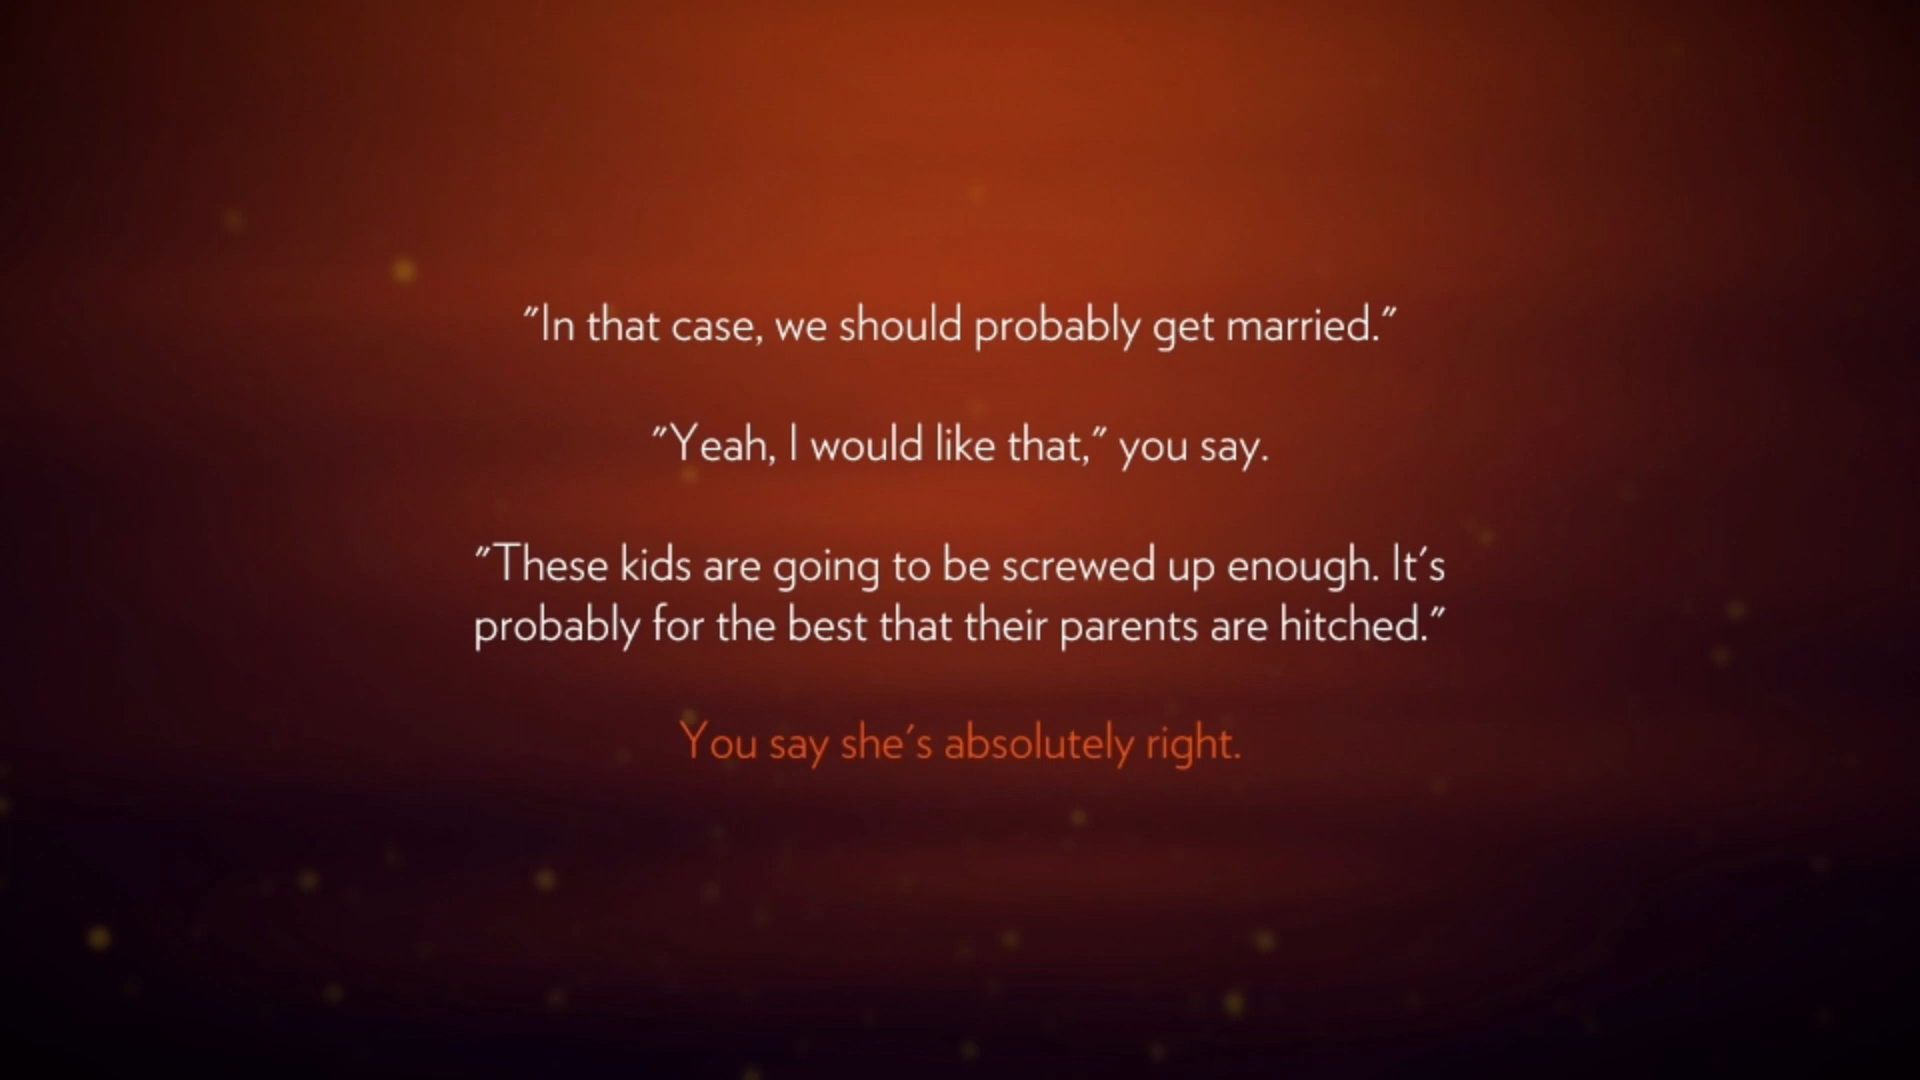 "In that case, we should probably get married."
"Yeah, I would like that," you say.
"These kids are going to be screwed up enough. It's
probably for the best that their parents are hitched."
You say she's absolutely right.